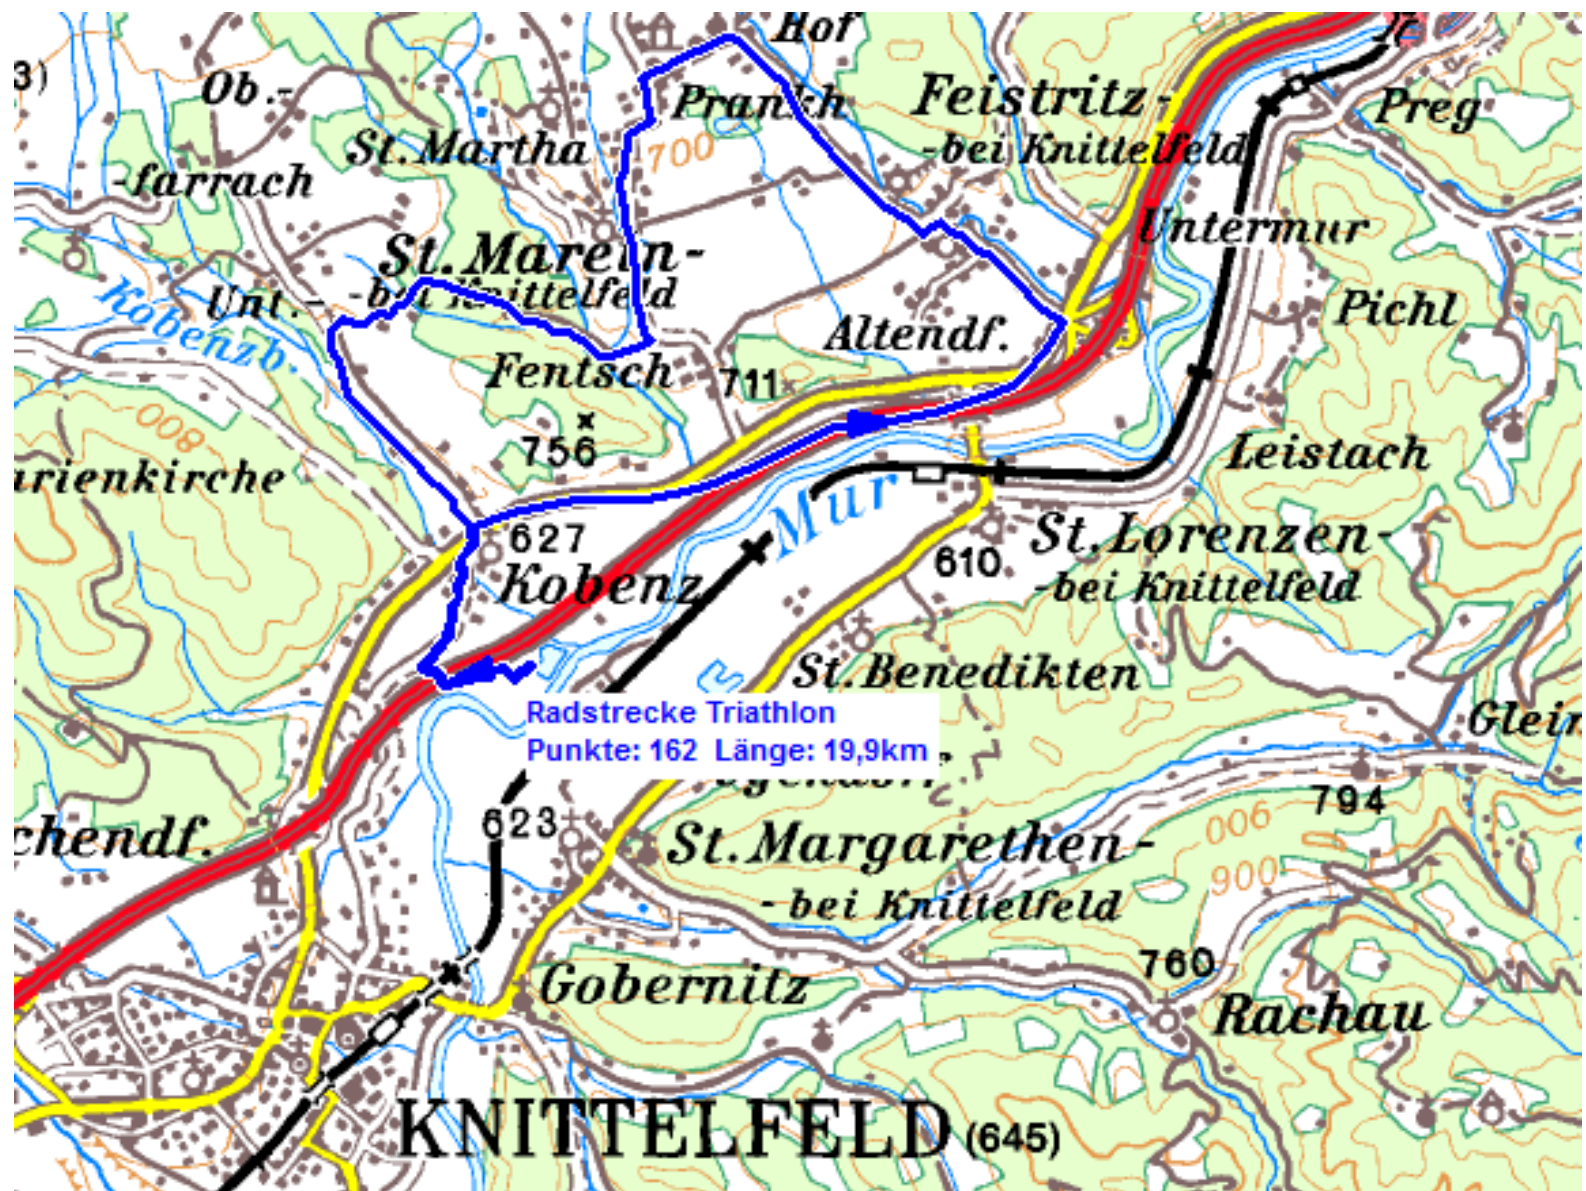 Hof
3)
Ob.-
Prankh
Feistritz-
Preg
St.Martha
700
-bei Knittelfeld
-farrach
Untermur
St.Marein-
Unt.-
-bei Knittelfeld
Kobenzb.
Pichl
Altendf.
Fentsch
711
800
756
Leistach
arienkirche
Mur
627
St.Lorenzen-
610
Kobenz
-bei Knittelfeld
St.Benedikten
Radstrecke Triathlon
Punkte: 162 Länge: 19,9km
Glein
794
623
900
chendf.
St.Margarethen-
900
- bei Knittelfeld
760
Gobernitz
Rachau
KNITTELFELD (645)